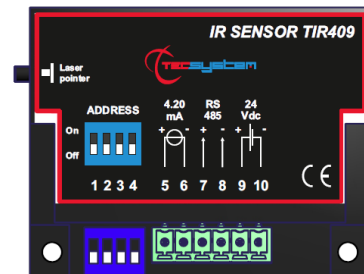 IR SENSOR TIR409
Laser
pointer
TECSYSTEM
ADDRESS
4.20
mA
RS
485
24
Vdc
On
Off
+ - + - + -
1 2 3 4 5 6 7 8 9 10
CE